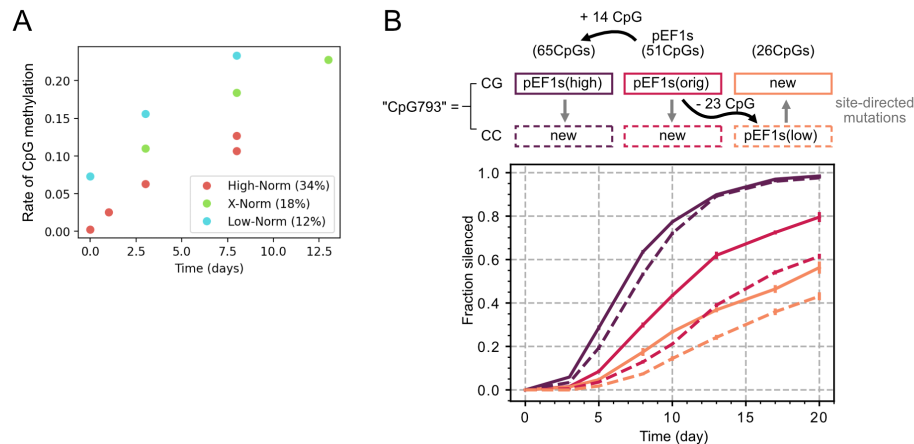 A
Rate of CpG methylation
0.20
0.15
0.10
0.05
0.00
High-Norm (34%)
X-Norm (18%)
Low-Norm (12%)
0.0 2.5 5.0 7.5 10.0 12.5
Time (days)
B
+ 14 CpG
pEF1s
(65CpGs) (51CpGs) (26CpGs)
CG pEF1s(high) pEF1s(orig) new
"CpG793" =
- 23 CpG
site-directed
mutations
CC new new pEF1s(low)
Fraction silenced
1.0
0.8
0.6
0.4
0.2
0.0
0 5 10 15 20
Time (day)